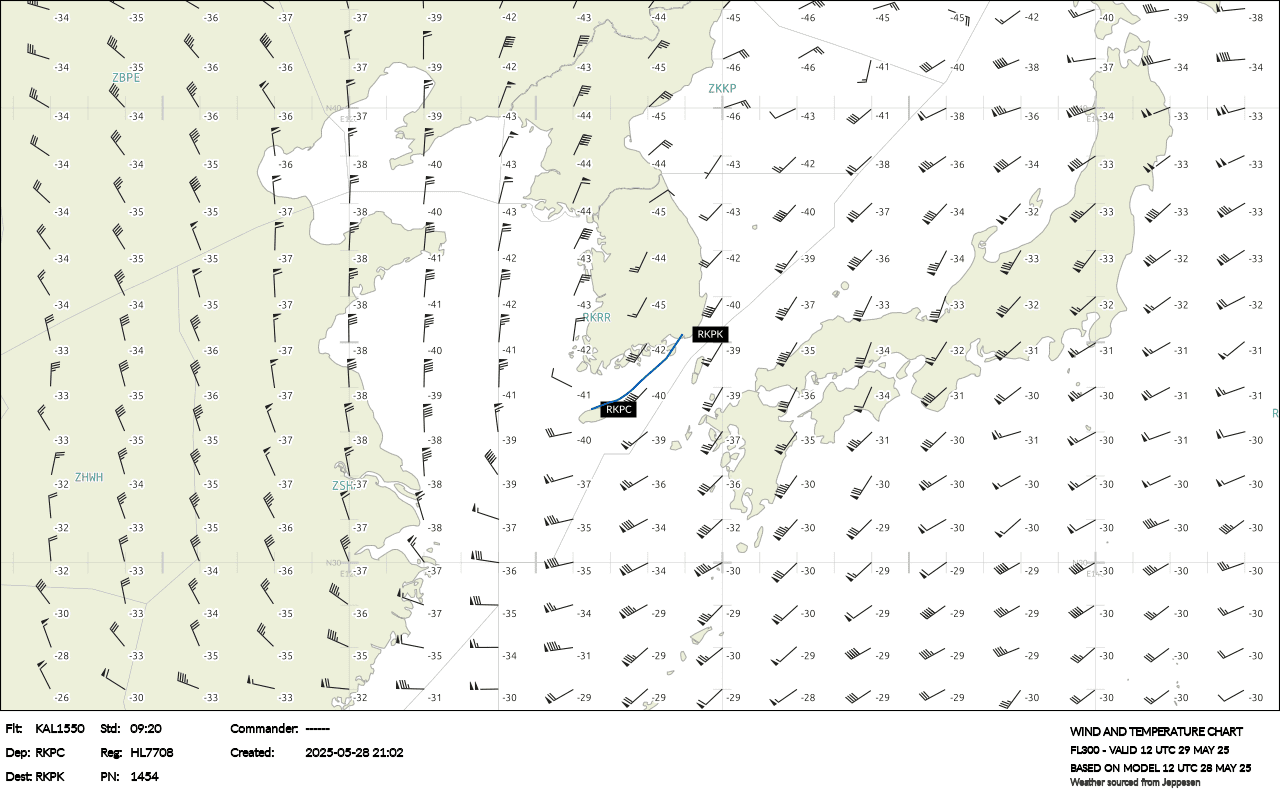 -34 -35 -36 -37 -37 -39 -42 -42 -44 -45 -46 -45 -45 -42 -40 -39 -38
-34 -35 -36 -36 -37 -39 -42 -43 -45 -46 -46 -41 -40 -38 -37 -34 -34
ZBPE
ZKKP
N40
-34 -34 -36 -36 -37 -39 -43 -44 -45 -46 -43 -41 -38 -36 -34 -33 -33
-34 -34 -35 -36 -38 -40 -43 -44 -44 -43 -42 -38 -36 -34 -33 -33 -33
-34 -34 -35 -37 -38 -40 -43 -44 -45 -43 -40 -37 -34 -32 -33 -33 -33
-34 -35 -35 -37 -38 -41 -42 -43 -44 -42 -39 -36 -34 -33 -33 -32 -33
-34 -34 -35 -37 -38 -41 -42 -43 -45 -40 -37 -34 -33 -32 -32 -32 -32
RKRR
RKPK
-33 -34 -36 -37 -38 -40 -41 -42 -42 -39 -35 -34 -32 -31 -31 -31 -31
-33 -34 -35 -37 -38 -40 -41 -41 -40 -39 -35 -34 -32 -31 -31 -31 -31
RKPC
-33 -34 -35 -37 -38 -39 -39 -40 -39 -37 -35 -31 -30 -31 -30 -30 -30
ZHWH
-32 -33 -34 -37 -37 -38 -39 -37 -36 -35 -30 -30 -30 -30 -30 -30 -30
-32 -33 -35 -36 -37 -38 -37 -35 -34 -32 -30 -29 -30 -30 -30 -30 -30
N30
-32 -33 -34 -36 -37 -37 -36 -35 -34 -30 -30 -29 -29 -30 -30 -30 -30
-30 -33 -34 -35 -36 -37 -35 -34 -29 -29 -30 -29 -29 -29 -30 -30 -30
-28 -33 -35 -35 -35 -35 -34 -31 -29 -30 -30 -29 -29 -30 -30 -30 -30
-26 -30 -33 -33 -32 -31 -30 -29 -29 -29 -28 -29 -29 -30 -30 -30 -30
Flt: KAL1550 Std: 09:20 Commander: ------
Dep: RKPC Reg: HL7708 Created: 2025-05-28 21:02
Dest: RKPK PN: 1454
WIND AND TEMPERATURE CHART
FL300 - VALID 12 UTC 29 MAY 25
BASED ON MODEL 12 UTC 28 MAY 25
Weather sourced from Jeppesen